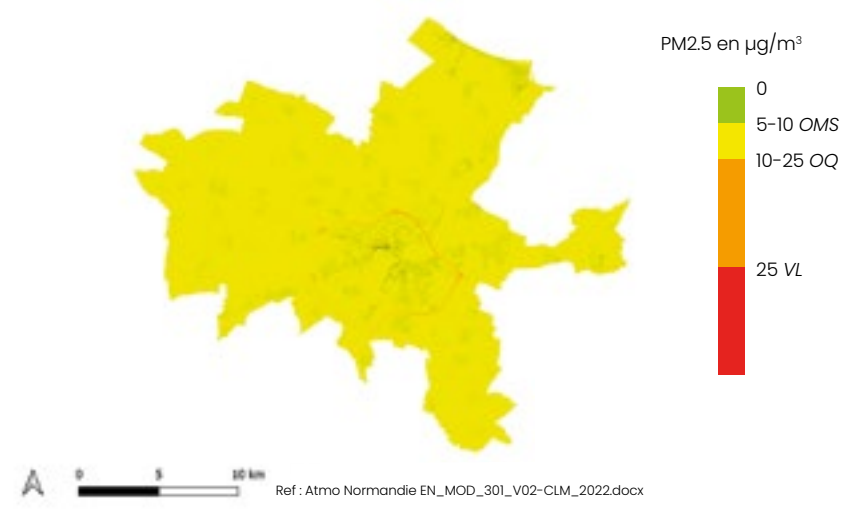 PM2.5 en µg/m³
0
5-10 OMS
10-25 OQ
25 VL
0 5 10 km
Ref : Atmo Normandie EN_MOD_301_V02-CLM_2022.docx